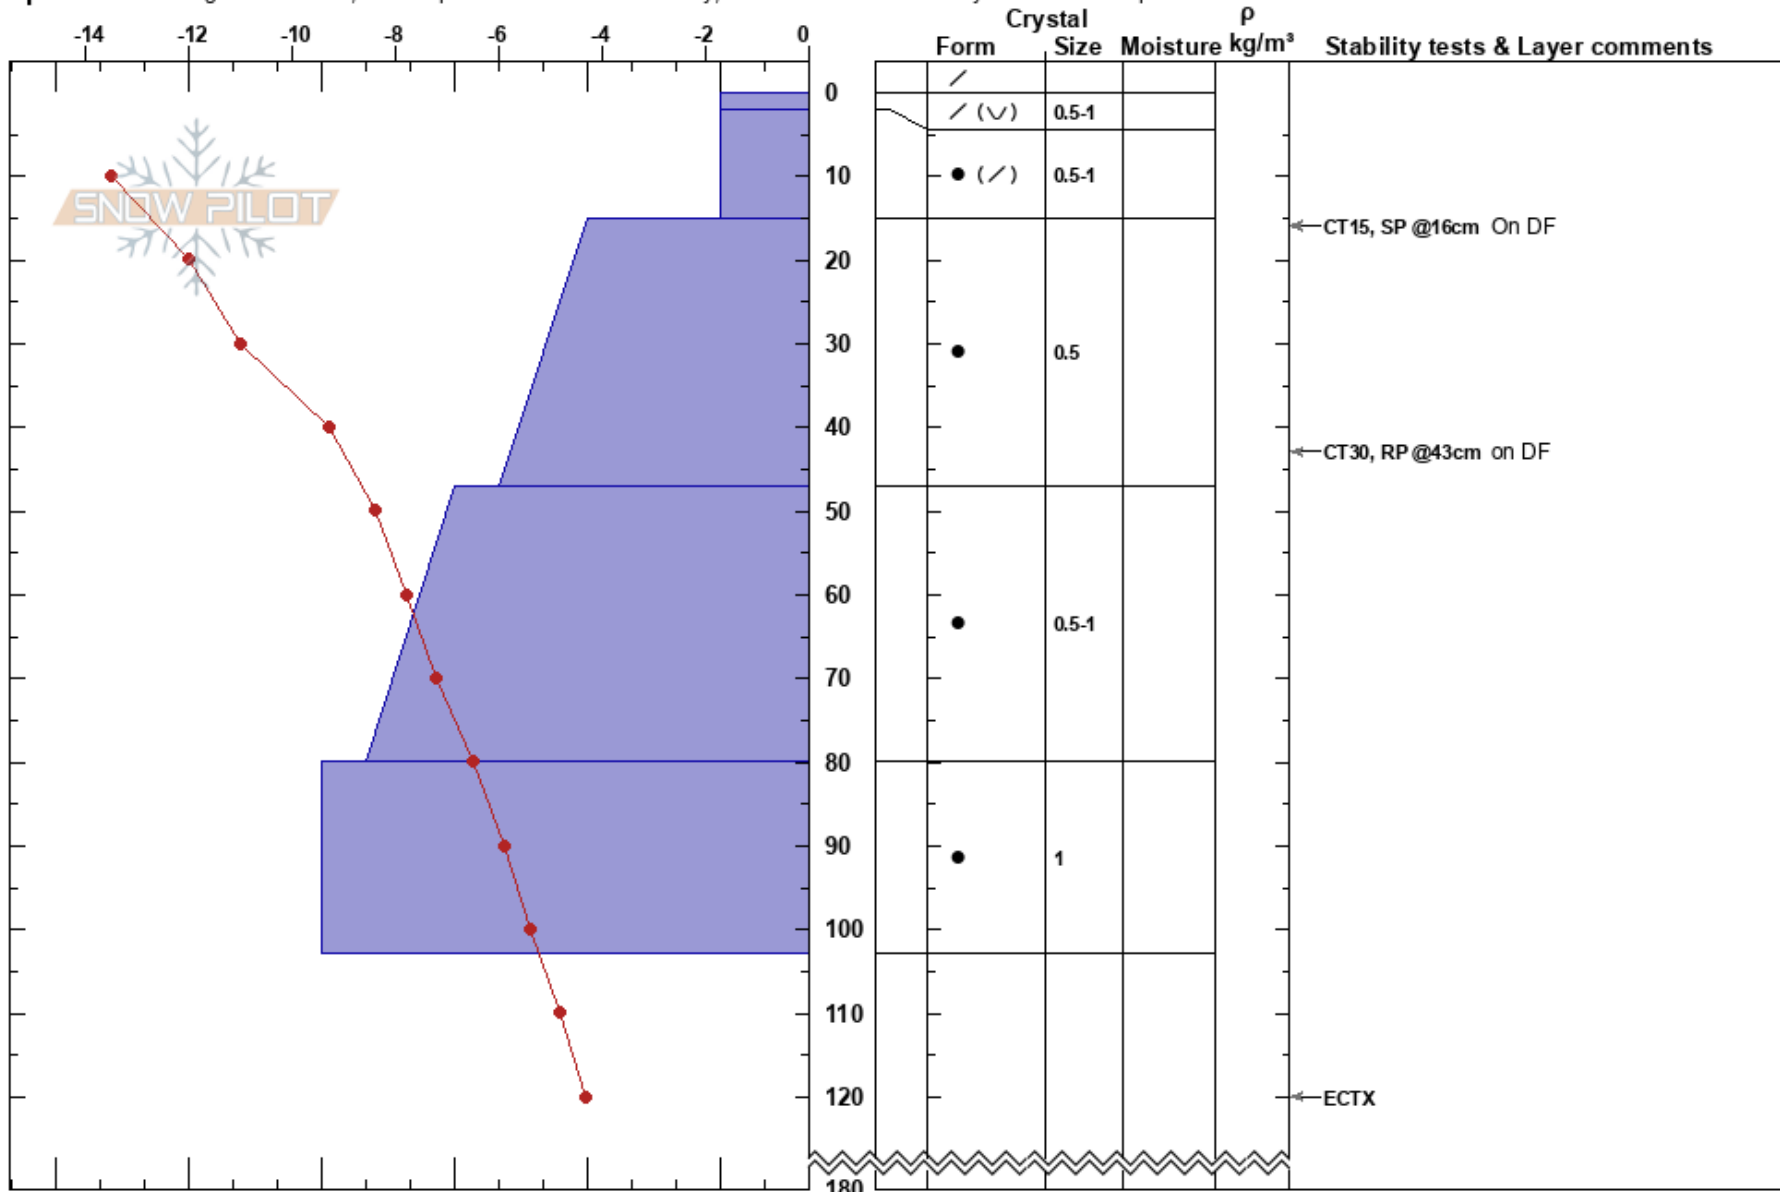 Crystal ρ
-14 -12 -10 -8 -6 -4 -2 0 Form Size Moisture kg/m³ Stability tests & Layer comments
0
(∨) 0.5-1
10 0.5-1
SNOW PILOT
CT15, SP @16cm On DF
20
30 0.5
40
CT30, RP @43cm on DF
50
60
0.5-1
70
80
90 1
100
110
120 ECTX
180